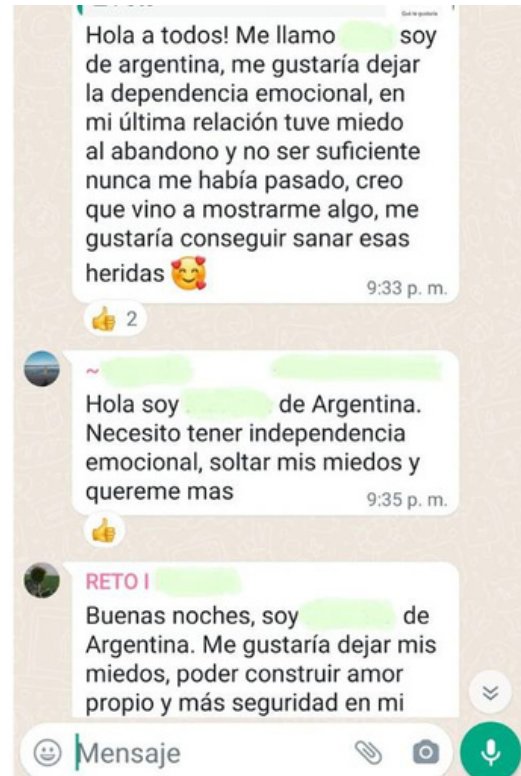 Hola a todos! Me llamo soy
de argentina, me gustaría dejar
la dependencia emocional, en
mi última relación tuve miedo
al abandono y no ser suficiente
nunca me había pasado, creo
que vino a mostrarme algo, me
gustaría conseguir sanar esas
heridas 🥰
9:33 p. m.
👍 2
~
Hola soy de Argentina.
Necesito tener independencia
emocional, soltar mis miedos y
quereme mas
9:35 p. m.
👍
RETO I
Buenas noches, soy de
Argentina. Me gustaría dejar mis
miedos, poder construir amor
propio y más seguridad en mi
Mensaje